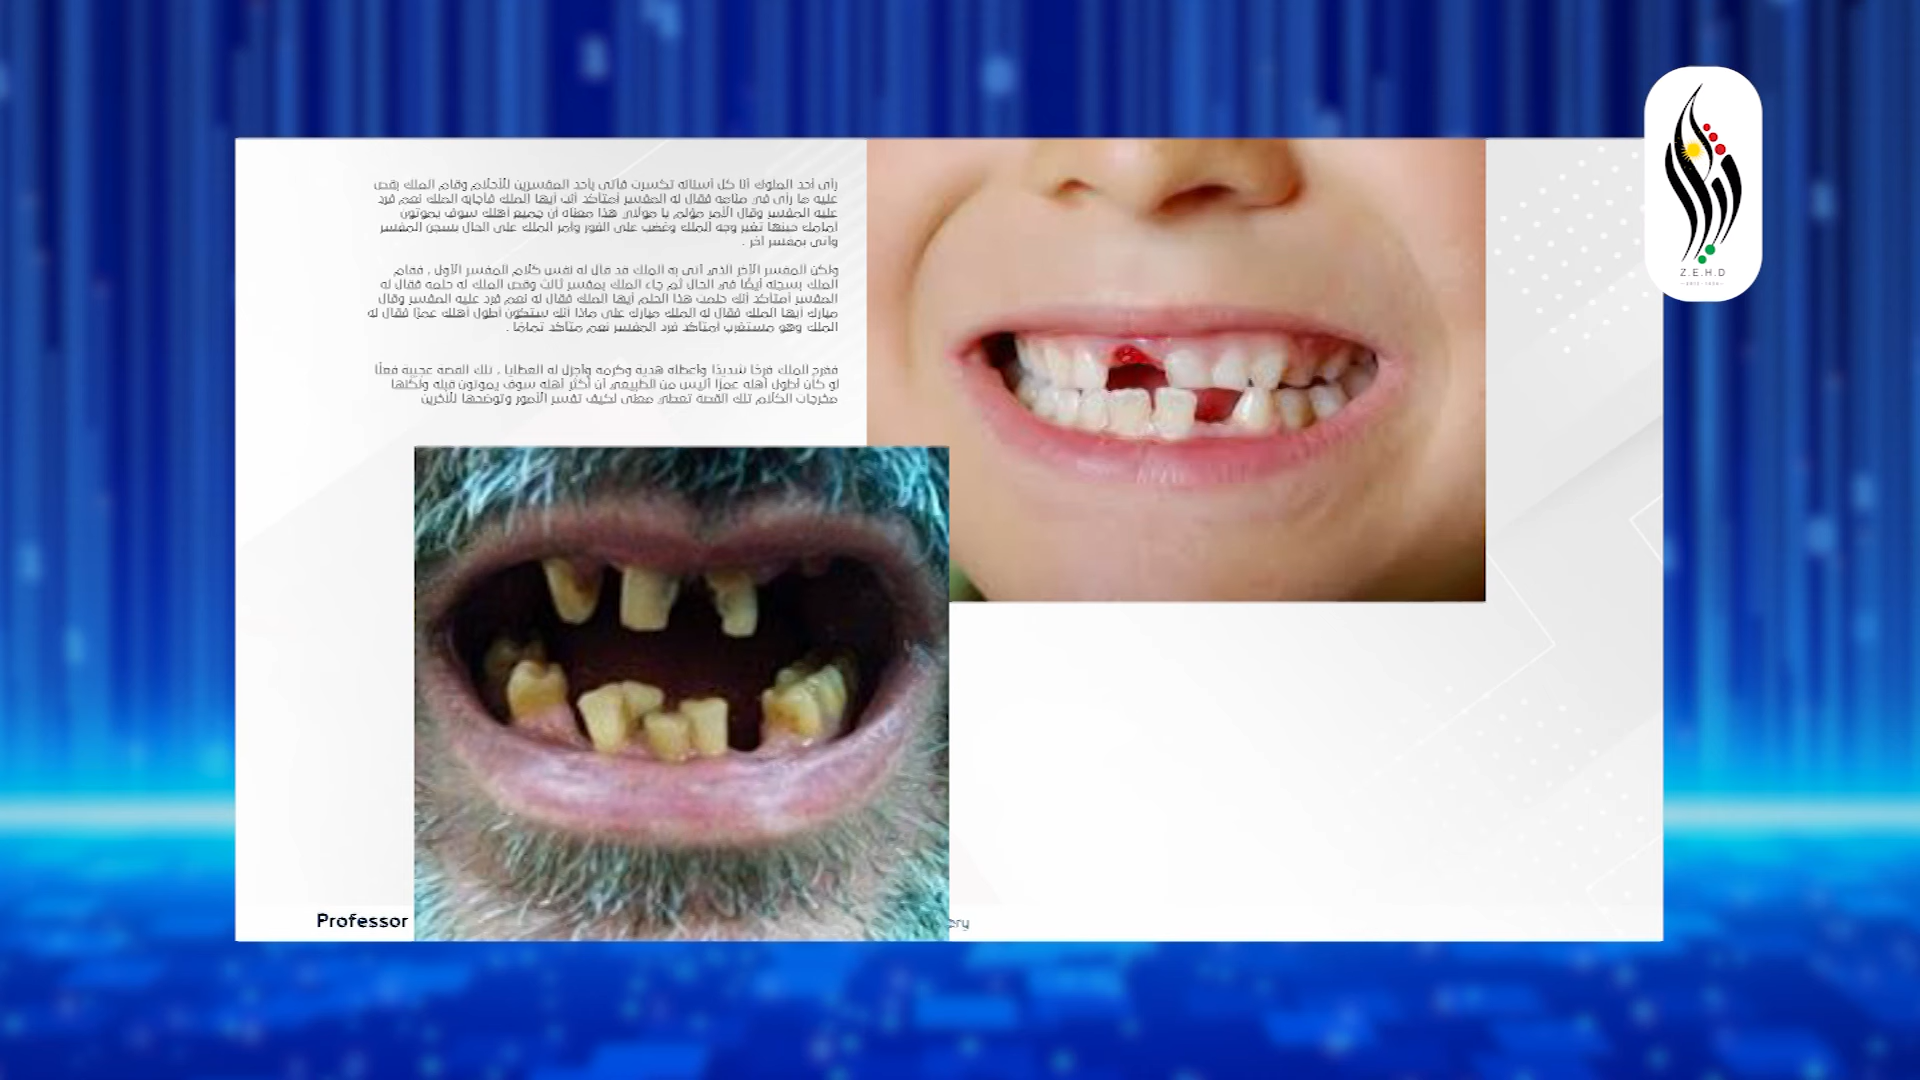 رأى أحد الملوك أنا كل أسنانه تكسرت فأتى بأحد المفسرين للأحلام وقام الملك بقص
عليه ما رأى في منامه فقال له المفسر أمتأكد أنت أيها الملك فأجابه الملك نعم فرد
عليه المفسر وقال الأمر مؤلم يا مولاي هذا معناه أن جميع أهلك سوف يموتون
أمامك حينها تغير وجه الملك وغضب على الفور وأمر الملك على الحال بسجن المفسر
وأتى بمفسر آخر .
ولكن المفسر الآخر الذي أتى به الملك قد قال له نفس كلام المفسر الأول ، فقام
الملك بسجنه أيضًا في الحال ثم جاء الملك بمفسر ثالث وقص الملك له حلمه فقال له
المفسر أمتأكد أنك حلمت هذا الحلم أيها الملك فقال له نعم فرد عليه المفسر وقال
مبارك أيها الملك فقال له الملك مبارك على ماذا أنك ستكون أطول أهلك عمرًا فقال له
الملك وهو مستغرب أمتأكد فرد المفسر نعم متأكد تمامًا .
ففرح الملك فرحًا شديدًا وأعطاه هدية وكرمه وأجزل له العطايا ، تلك القصة عجيبة فعلًا
لو كان أطول أهله عمرًا أليس من الطبيعي أن أكثر أهله سوف يموتون قبله ولكنها
مخرجات الكلام تلك القصة تعطي معنى لكيف تفسر الأمور وتوضحها للآخرين
Professor
ery
Z.E.H.D